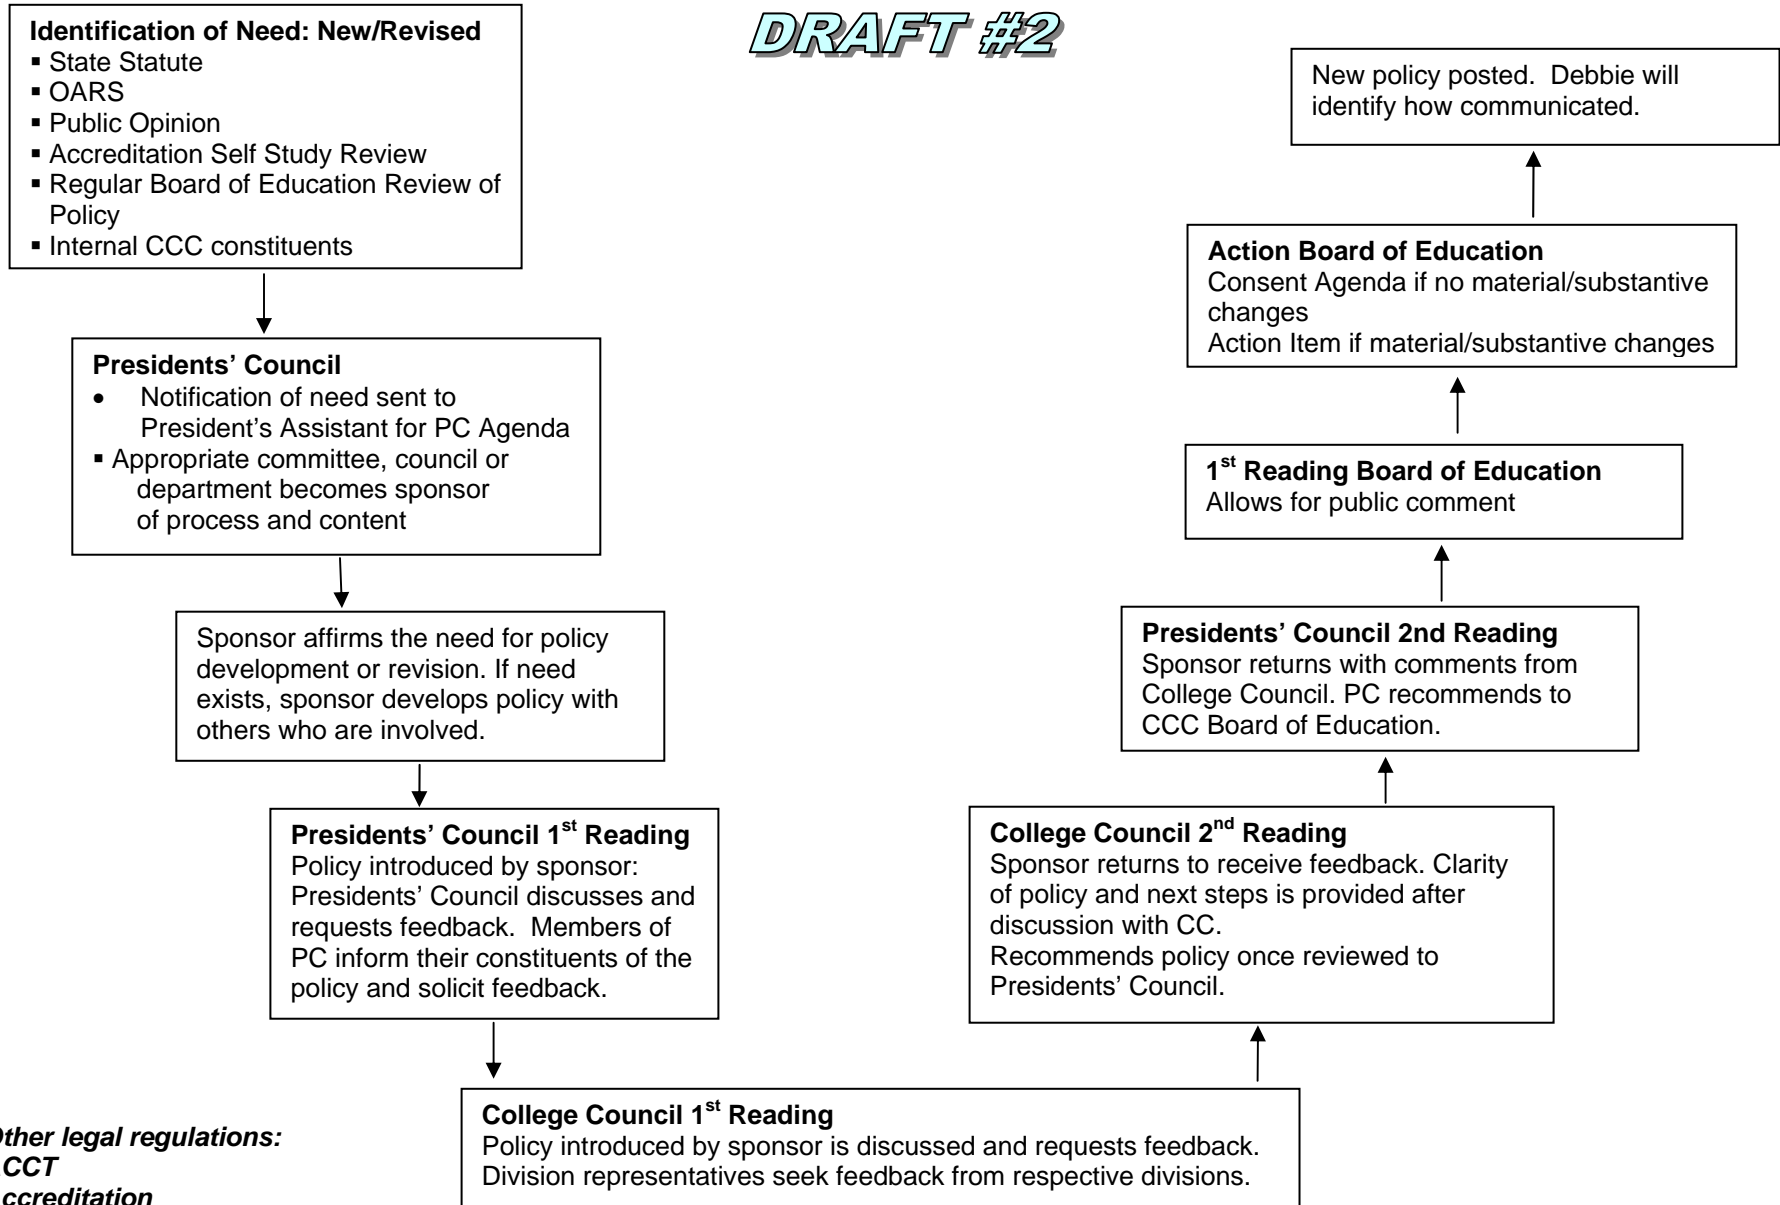 DRAFT #2
Identification of Need: New/Revised
▪ State Statute
▪ OARS
▪ Public Opinion
▪ Accreditation Self Study Review
▪ Regular Board of Education Review of
Policy
▪ Internal CCC constituents
Presidents’ Council
• Notification of need sent to
President’s Assistant for PC Agenda
▪ Appropriate committee, council or
department becomes sponsor
of process and content
Sponsor affirms the need for policy
development or revision. If need
exists, sponsor develops policy with
others who are involved.
Presidents’ Council 1st Reading
Policy introduced by sponsor:
Presidents’ Council discusses and
requests feedback.  Members of
PC inform their constituents of the
policy and solicit feedback.
College Council 1st Reading
Policy introduced by sponsor is discussed and requests feedback.
Division representatives seek feedback from respective divisions.
College Council 2nd Reading
Sponsor returns to receive feedback. Clarity
of policy and next steps is provided after
discussion with CC.
Recommends policy once reviewed to
Presidents’ Council.
Presidents’ Council 2nd Reading
Sponsor returns with comments from
College Council. PC recommends to
CCC Board of Education.
1st Reading Board of Education
Allows for public comment
Action Board of Education
Consent Agenda if no material/substantive
changes
Action Item if material/substantive changes
New policy posted.  Debbie will
identify how communicated.
Other legal regulations:
CCT
ccreditation